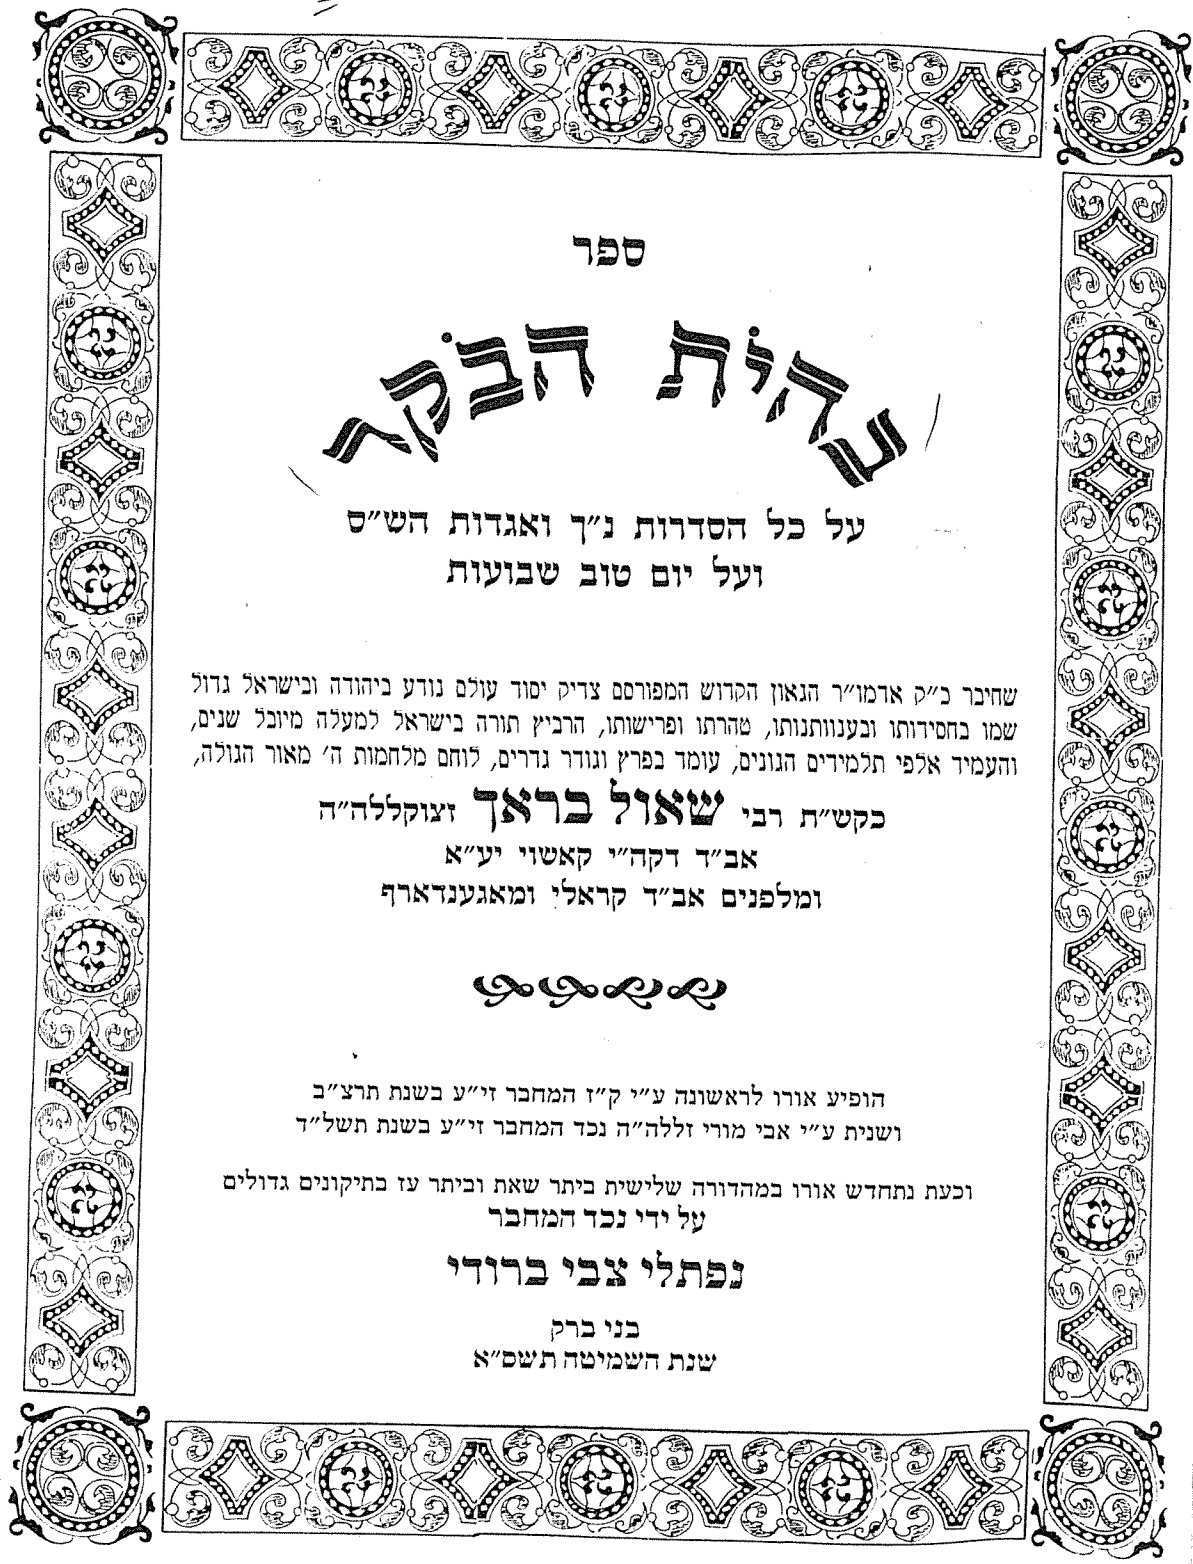 ספר
בהיֹת הבֹקר
על כל הסדרות נ״ך ואגדות הש״ס
ועל יום טוב שבועות
שחיבר כ״ק אדמו״ר הגאון הקדוש המפורסם צדיק יסוד עולם נודע ביהודה ובישראל גדול
שמו בחסידותו ובענוותנותו, טהרתו ופרישותו, הרביץ תורה בישראל למעלה מיובל שנים,
והעמיד אלפי תלמידים הגונים, עומד בפרץ וגודר גדרים, לוחם מלחמות ה׳ מאור הגולה,
כקש״ת רבי שאול בראך זצוקללה״ה
אב״ד דקה״י קאשוי יע״א
ומלפנים אב״ד קראלי ומאגענדארף
הופיע אורו לראשונה ע״י ק״ז המחבר זי״ע בשנת תרצ״ב
ושנית ע״י אבי מורי זללה״ה נכד המחבר זי״ע בשנת תשל״ד
וכעת נתחדש אורו במהדורה שלישית ביתר שאת וביתר עז בתיקונים גדולים
על ידי נכד המחבר
נפתלי צבי ברודי
בני ברק
שנת השמיטה תשס״א